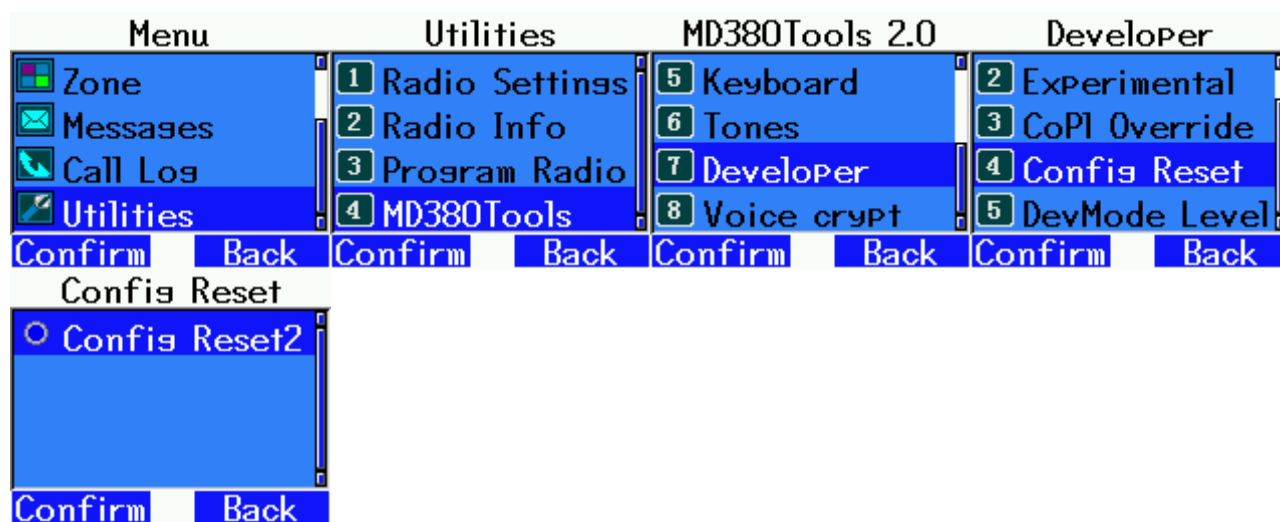 Menu
Zone
Messages
Call Log
Utilities
Confirm Back
Utilities
1 Radio Settings
2 Radio Info
3 Program Radio
4 MD380Tools
Confirm Back
MD380Tools 2.0
5 Keyboard
6 Tones
7 Developer
8 Voice crypt
Confirm Back
Developer
2 Experimental
3 CoPl Override
4 Config Reset
5 DevMode Level
Confirm Back
Config Reset
Config Reset2
Confirm Back